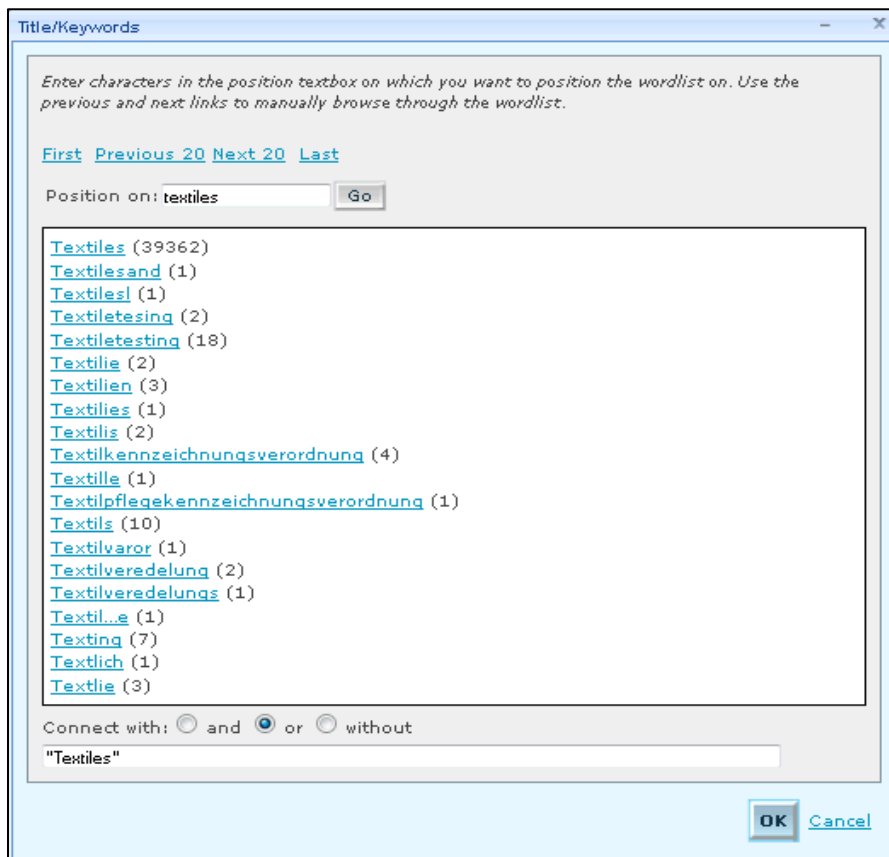 Title/Keywords
Enter characters in the position textbox on which you want to position the wordlist on. Use the
previous and next links to manually browse through the wordlist.
First Previous 20 Next 20 Last
Position on: textiles Go
Textiles (39362)
Textilesand (1)
Textilesl (1)
Textiletesing (2)
Textiletesting (18)
Textilie (2)
Textilien (3)
Textilies (1)
Textilis (2)
Textilkennzeichnungsverordnung (4)
Textille (1)
Textilpflegekennzeichnungsverordnung (1)
Textils (10)
Textilvaror (1)
Textilveredelung (2)
Textilveredelungs (1)
Textil...e (1)
Texting (7)
Textlich (1)
Textlie (3)
Connect with: and or without
"Textiles"
OK Cancel